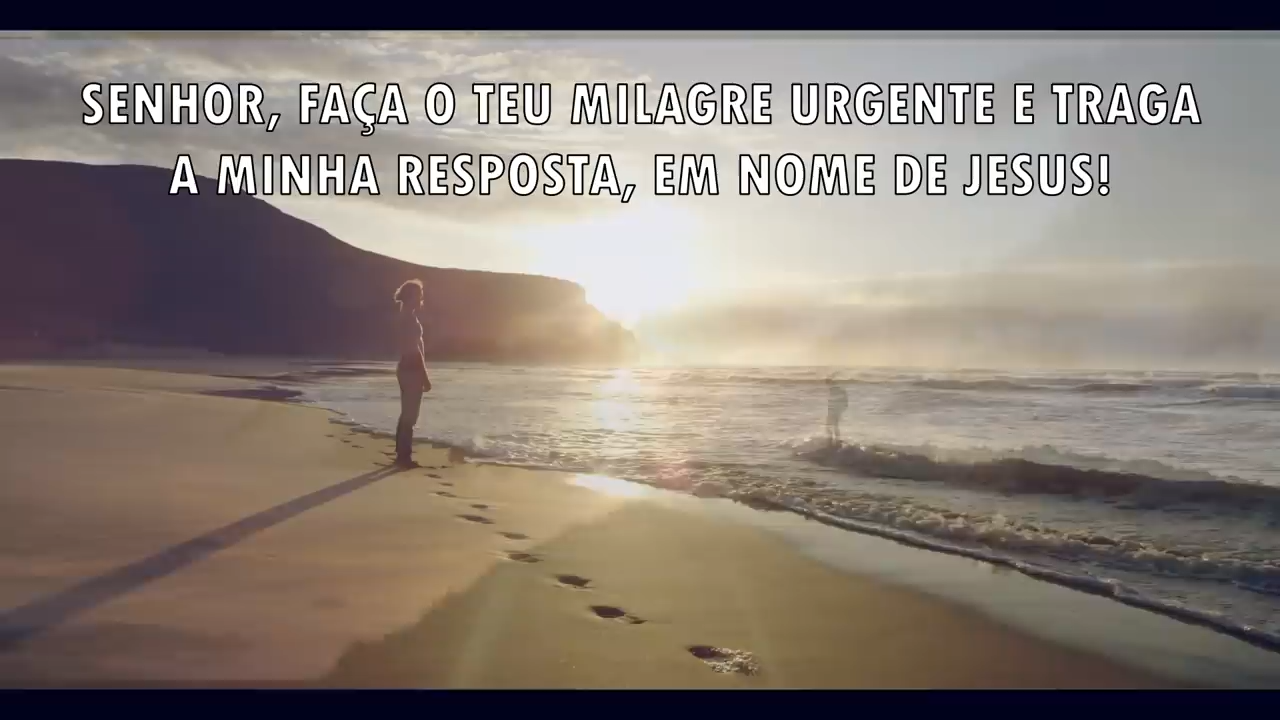 SENHOR, FAÇA O TEU MILAGRE URGENTE E TRAGA
A MINHA RESPOSTA, EM NOME DE JESUS!